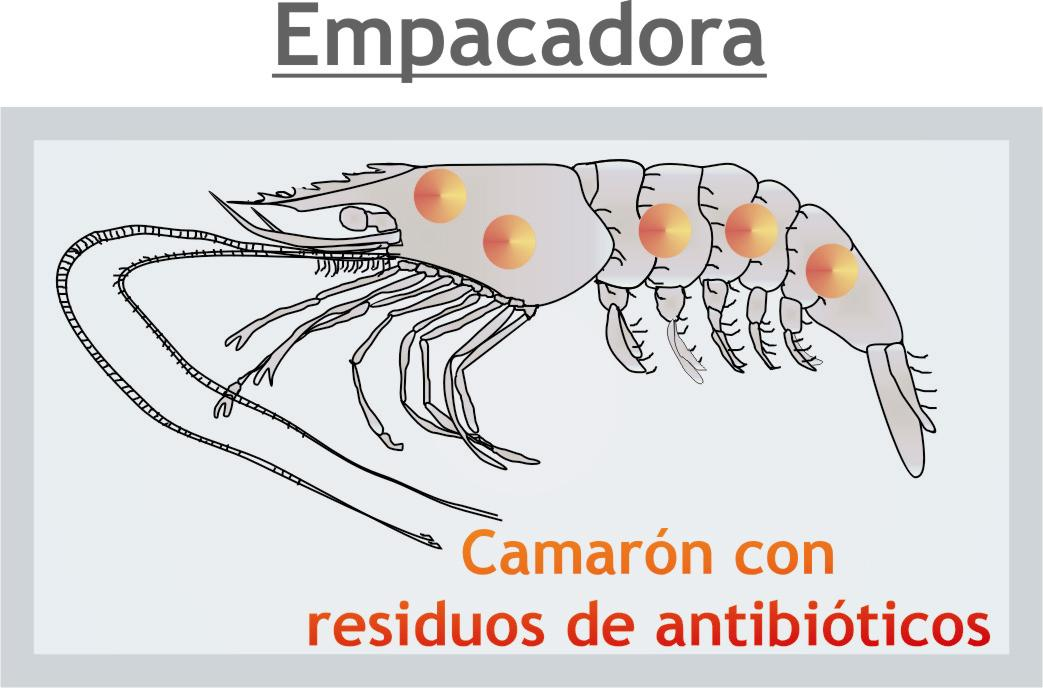 Empacadora
Camarón con
residuos de antibióticos